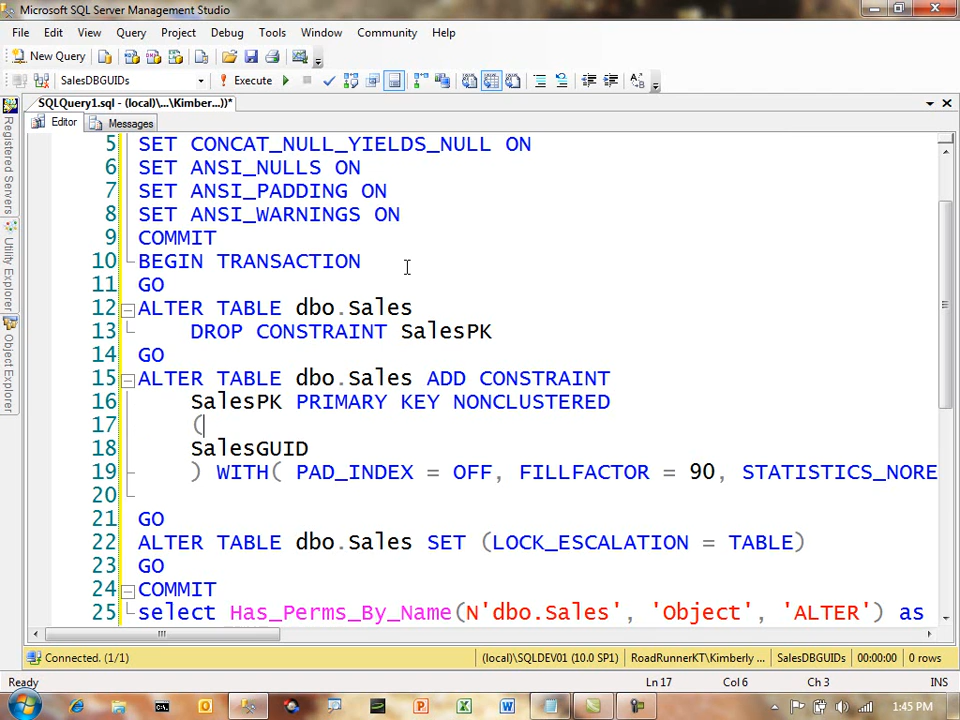 Microsoft SQL Server Management Studio
File Edit View Query Project Debug Tools Window Community Help
New Query
SalesDBGUIDs Execute
SQLQuery1.sql - (local)\...\Kimber...))*
Editor Messages
Registered Servers
Utility Explorer
Object Explorer
5 SET CONCAT_NULL_YIELDS_NULL ON
6 SET ANSI_NULLS ON
7 SET ANSI_PADDING ON
8 SET ANSI_WARNINGS ON
9 COMMIT
10 BEGIN TRANSACTION
11 GO
12 ALTER TABLE dbo.Sales
13 DROP CONSTRAINT SalesPK
14 GO
15 ALTER TABLE dbo.Sales ADD CONSTRAINT
16 SalesPK PRIMARY KEY NONCLUSTERED
17 (
18 SalesGUID
19 ) WITH( PAD_INDEX = OFF, FILLFACTOR = 90, STATISTICS_NORE
20
21 GO
22 ALTER TABLE dbo.Sales SET (LOCK_ESCALATION = TABLE)
23 GO
24 COMMIT
25 select Has_Perms_By_Name(N'dbo.Sales', 'Object', 'ALTER') as
Connected. (1/1) (local)\SQLDEV01 (10.0 SP1) RoadRunnerKT\Kimberly ... SalesDBGUIDs 00:00:00 0 rows
Ready Ln 17 Col 6 Ch 3 INS
1:45 PM